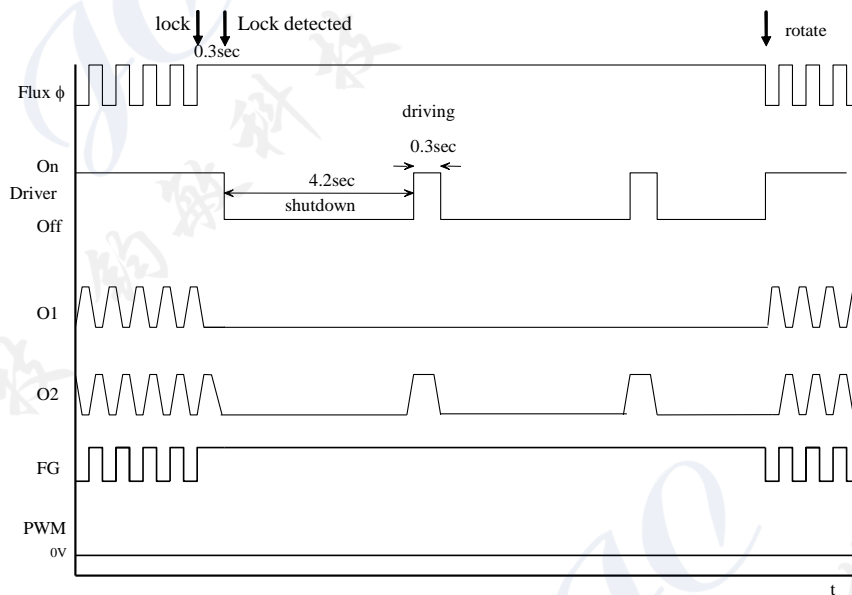 lock
Lock detected
rotate
0.3sec
Flux ϕ
driving
0.3sec
On
Driver
Off
4.2sec
shutdown
O1
O2
FG
PWM
0V
t